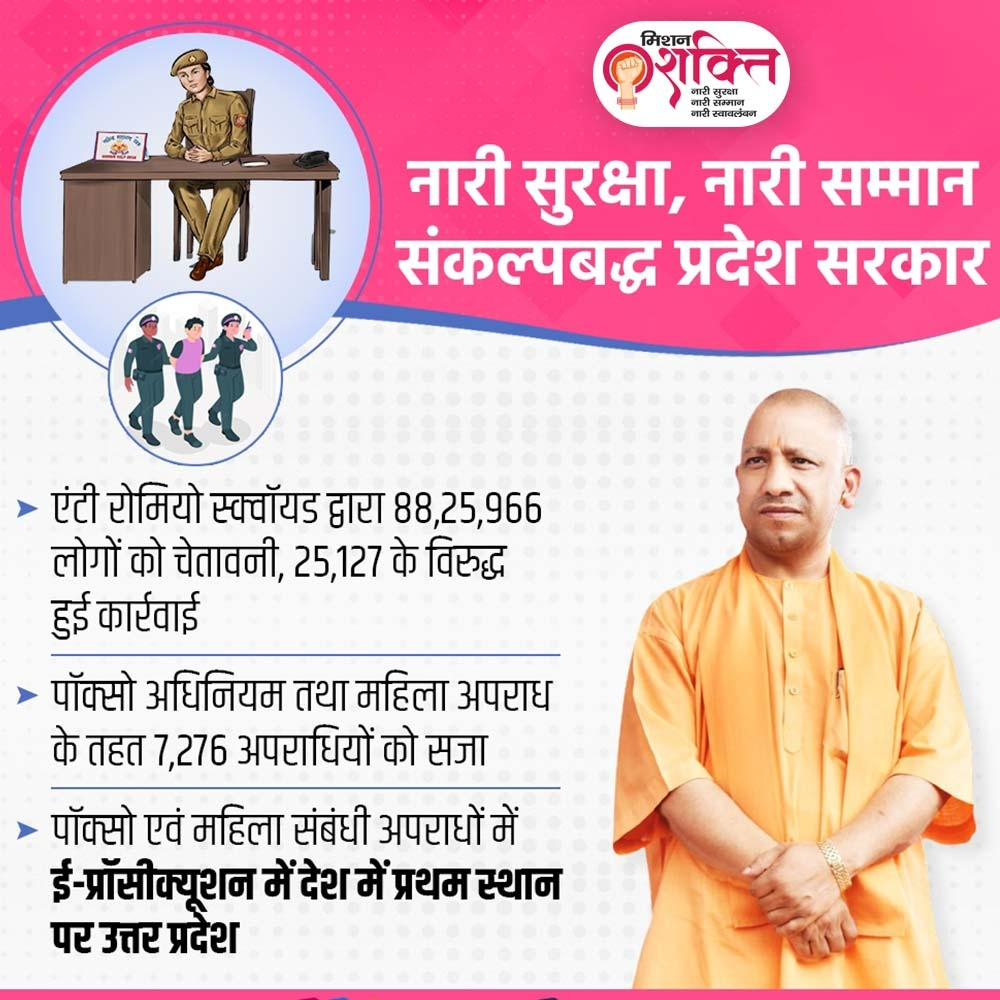 मिशन
शक्ति
नारी सुरक्षा
नारी सम्मान
नारी स्वावलंबन
नारी सुरक्षा, नारी सम्मान
संकल्पबद्ध प्रदेश सरकार
एंटी रोमियो स्क्वॉयड द्वारा 88,25,966
लोगों को चेतावनी, 25,127 के विरुद्ध
हुई कार्रवाई
पॉक्सो अधिनियम तथा महिला अपराध
के तहत 7,276 अपराधियों को सजा
पॉक्सो एवं महिला संबंधी अपराधों में
ई-प्रॉसीक्यूशन में देश में प्रथम स्थान
पर उत्तर प्रदेश